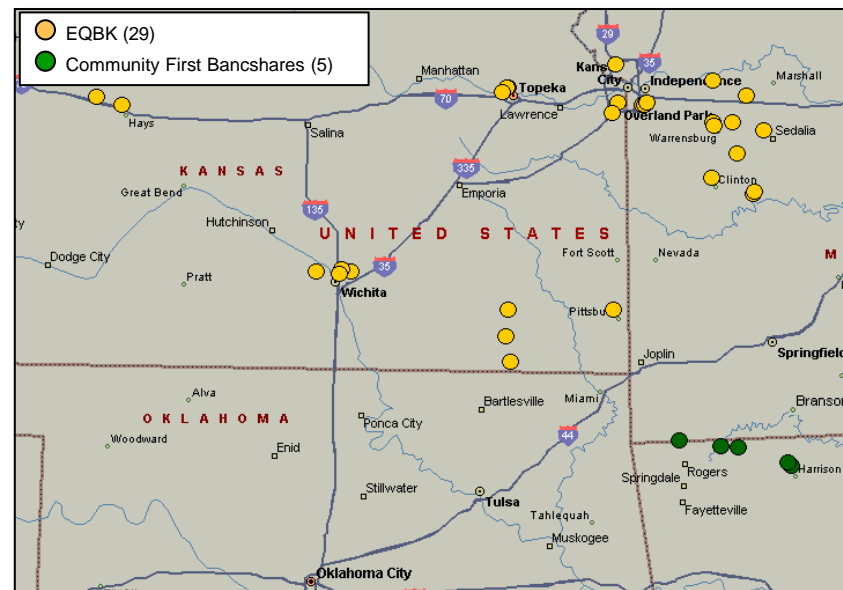 EQBK (29)
Community First Bancshares (5)
29
Kans
City
35
Independence
Marshall
Manhattan
Topeka
70
Lawrence
Overland Park
Hays
Salina
Warrensburg
Sedalia
KANSAS
335
Clinton
Great Bend
Emporia
135
Hutchinson
UNITED STATES
Fort Scott
Nevada
M
Dodge City
35
Pratt
Wichita
Pittsbu
Joplin
Springfield
Miami
Alva
Bartlesville
Branson
OKLAHOMA
Ponca City
44
Woodward
Enid
Rogers
Harrison
Springdale
Stillwater
Tulsa
Fayetteville
Tahlequah
Muskogee
Oklahoma City